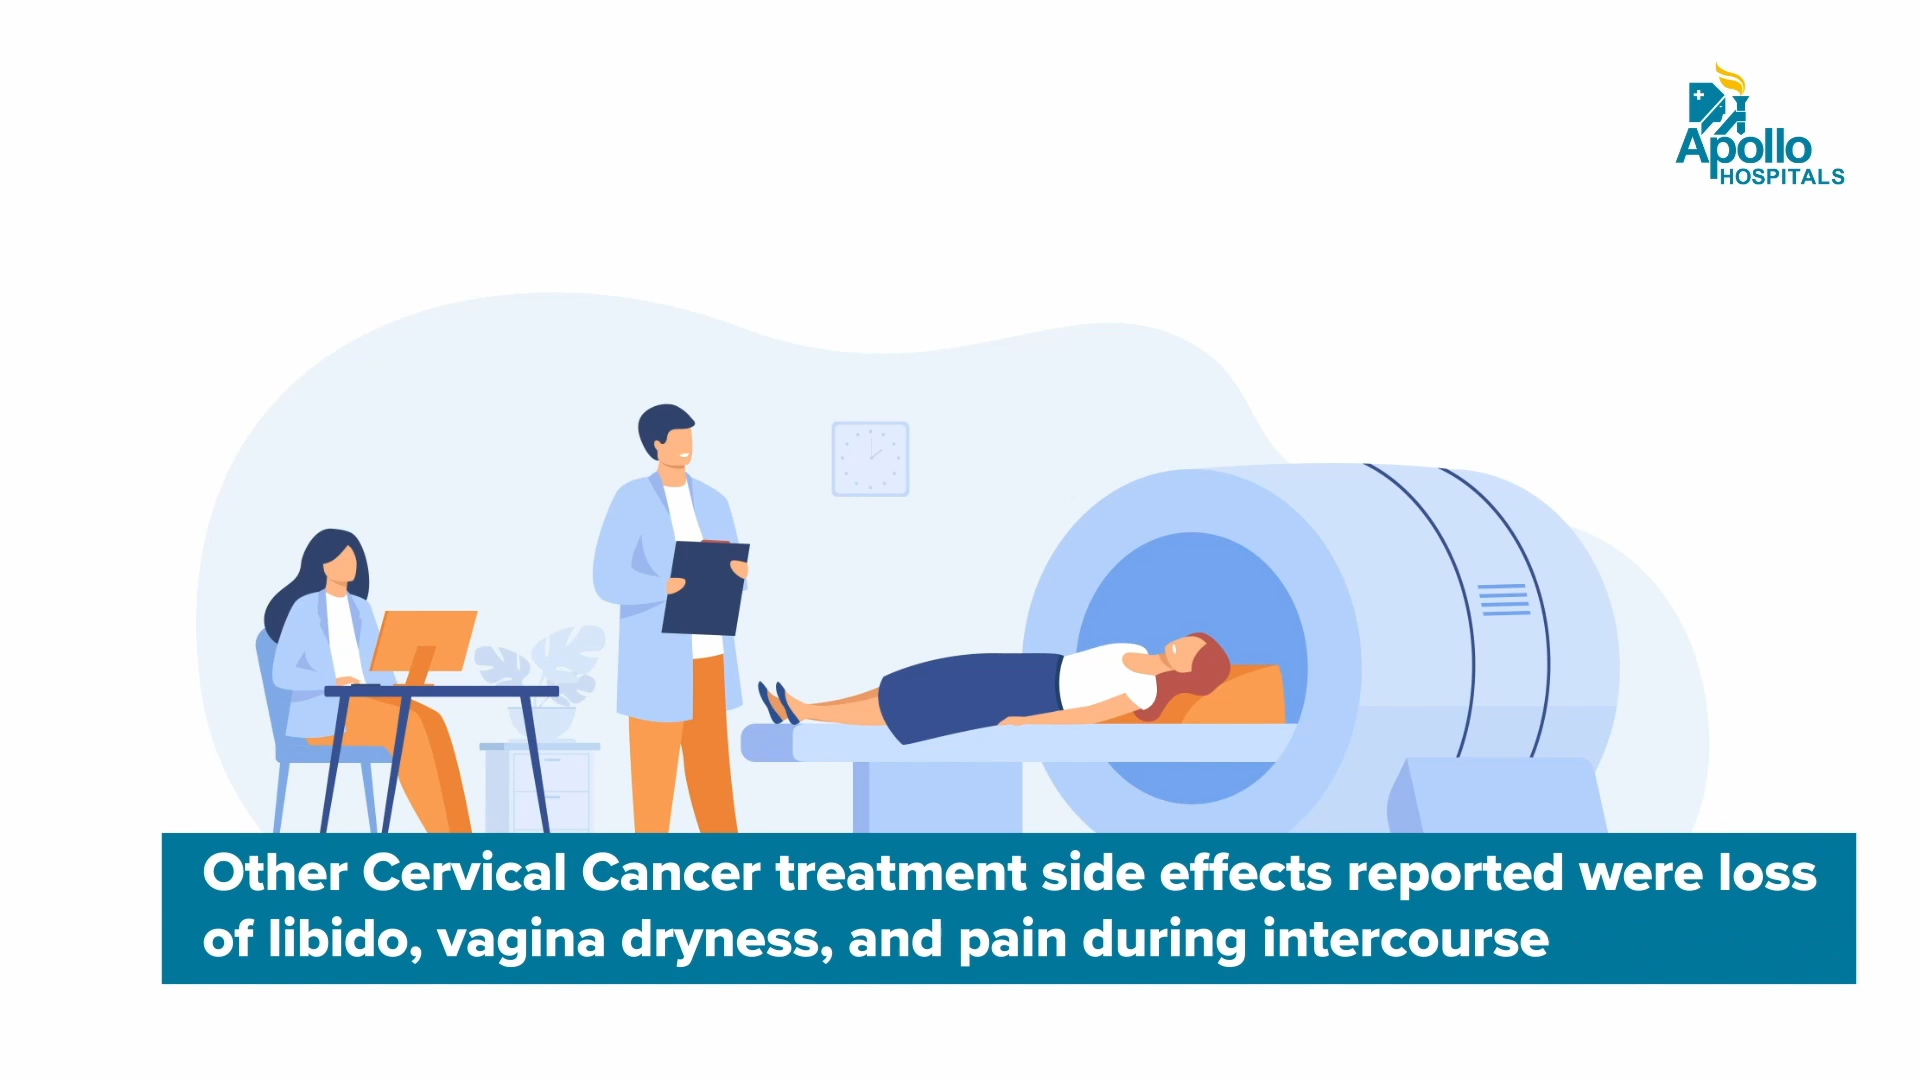 Apollo
HOSPITALS
Other Cervical Cancer treatment side effects reported were loss
of libido, vagina dryness, and pain during intercourse